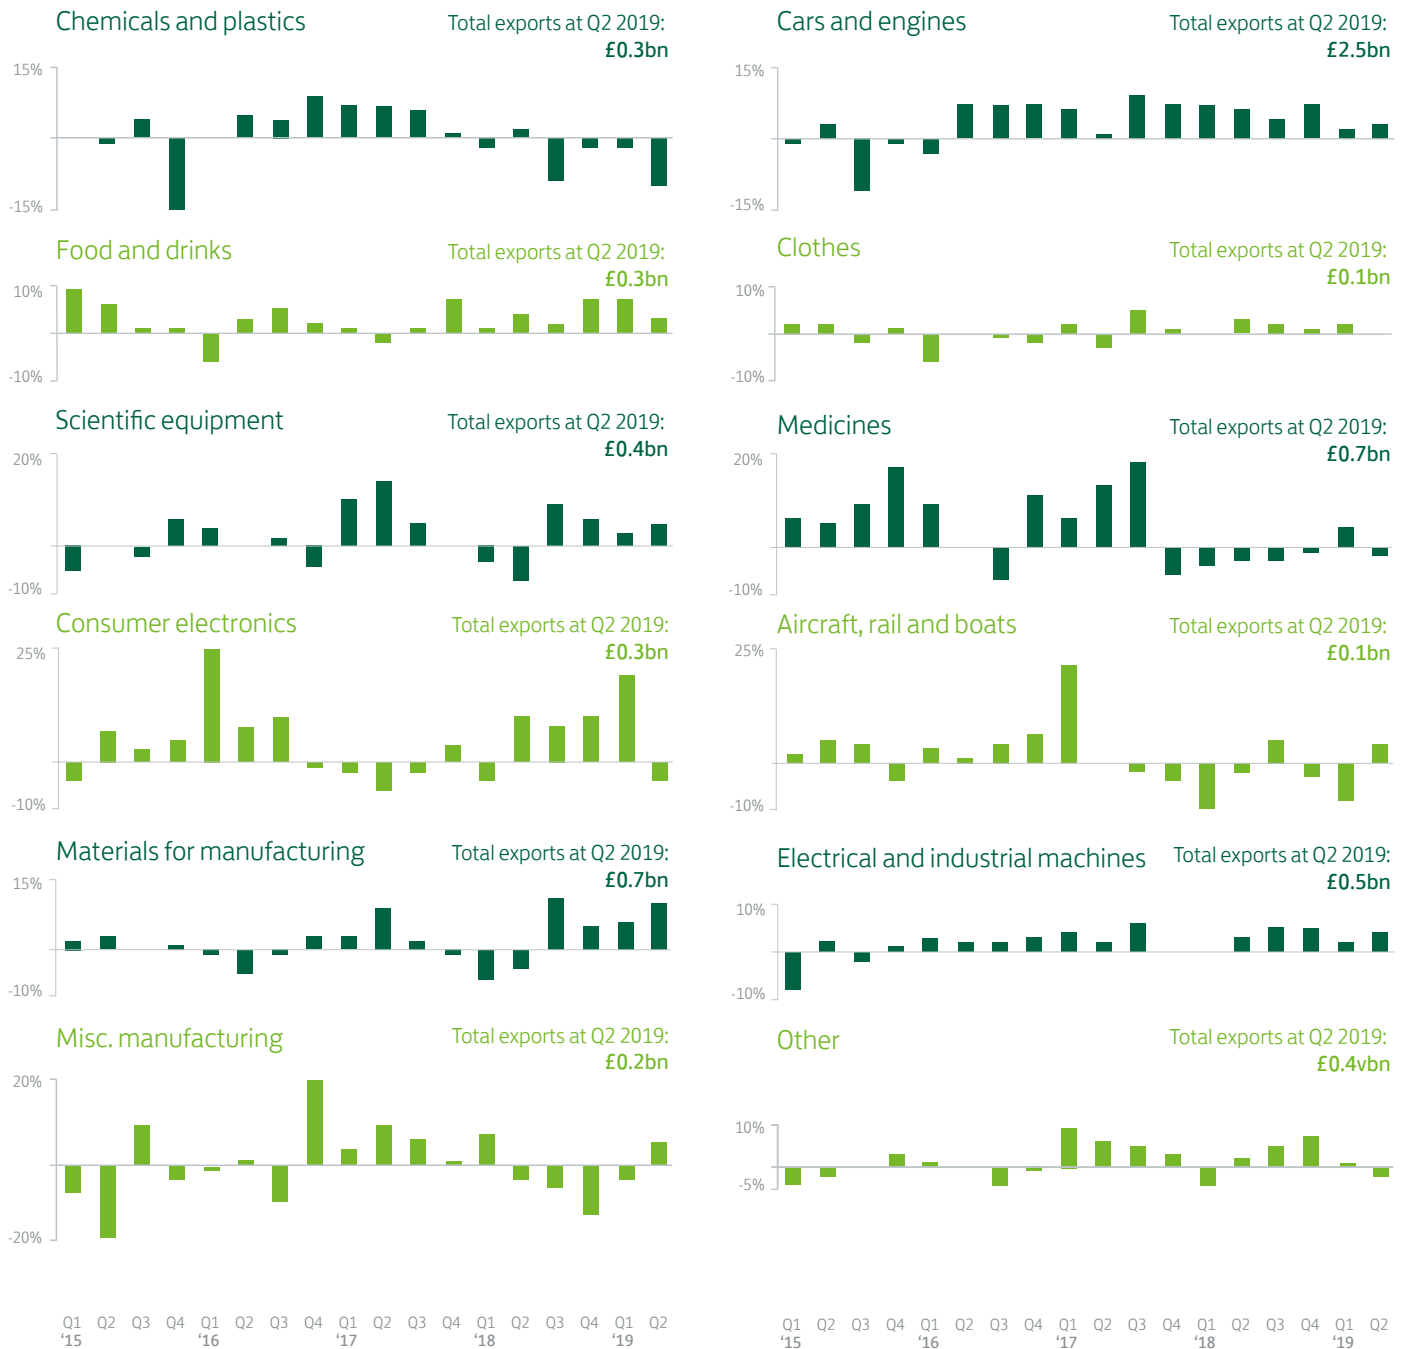 Chemicals and plastics
Total exports at Q2 2019:
£0.3bn
15%
-15%
Cars and engines
Total exports at Q2 2019:
£2.5bn
15%
-15%
Food and drinks
Total exports at Q2 2019:
£0.3bn
10%
-10%
Clothes
Total exports at Q2 2019:
£0.1bn
10%
-10%
Scientific equipment
Total exports at Q2 2019:
£0.4bn
20%
-10%
Medicines
Total exports at Q2 2019:
£0.7bn
20%
-10%
Consumer electronics
Total exports at Q2 2019:
£0.3bn
25%
-10%
Aircraft, rail and boats
Total exports at Q2 2019:
£0.1bn
25%
-10%
Materials for manufacturing
Total exports at Q2 2019:
£0.7bn
15%
-10%
Electrical and industrial machines
Total exports at Q2 2019:
£0.5bn
10%
-10%
Misc. manufacturing
Total exports at Q2 2019:
£0.2bn
20%
-20%
Other
Total exports at Q2 2019:
£0.4vbn
10%
-5%
Q1 Q2 Q3 Q4 Q1 Q2 Q3 Q4 Q1 Q2 Q3 Q4 Q1 Q2 Q3 Q4 Q1 Q2
‘15 ‘16 ‘17 ‘18 ‘19
Q1 Q2 Q3 Q4 Q1 Q2 Q3 Q4 Q1 Q2 Q3 Q4 Q1 Q2 Q3 Q4 Q1 Q2
‘15 ‘16 ‘17 ‘18 ‘19